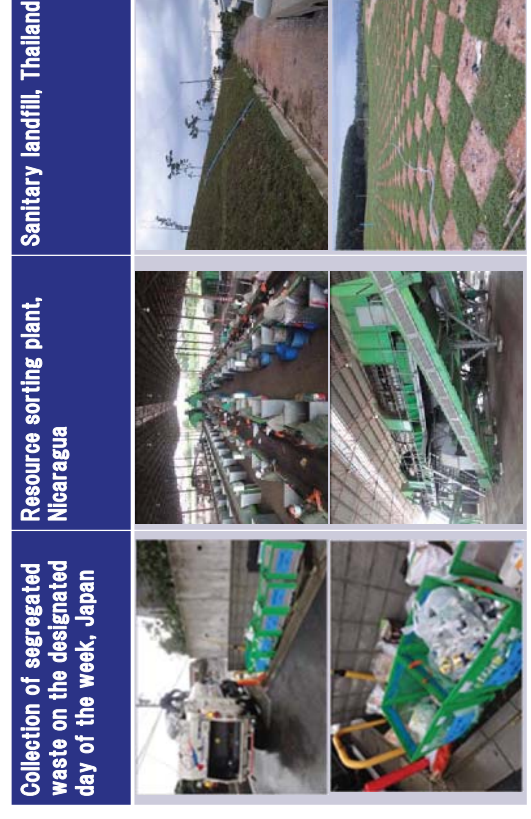 Collection of segregated
waste on the designated
day of the week, Japan
Resource sorting plant,
Nicaragua
Sanitary landfill, Thailand